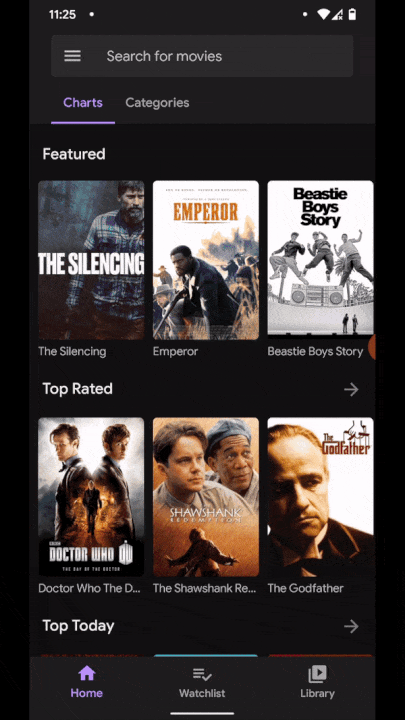 11:25
Search for movies
Charts
Categories
Featured
THE SILENCING
EMPEROR
Beastie
Boys
Story
The Silencing
Emperor
Beastie Boys Story
Top Rated
BBC
DOCTOR WHO
THE DAY OF THE DOCTOR
SHAWSHANK
REDEMPTION
The
Godfather
Doctor Who The D...
The Shawshank Re...
The Godfather
Top Today
Home
Watchlist
Library